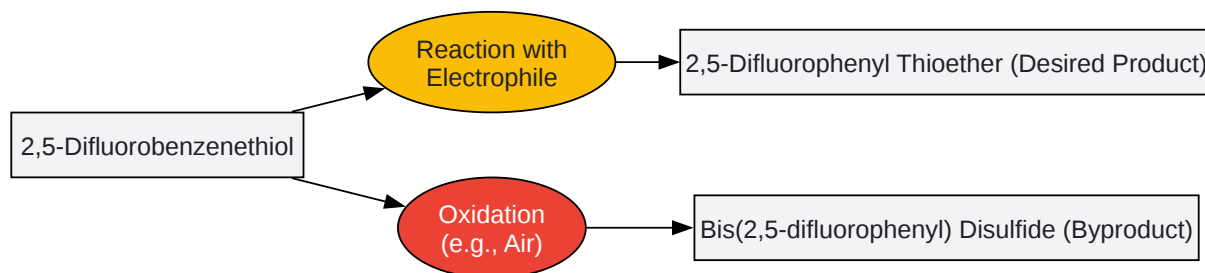 2,5-Difluorobenzenethiol
Reaction with
Electrophile
2,5-Difluorophenyl Thioether (Desired Product)
Oxidation
(e.g., Air)
Bis(2,5-difluorophenyl) Disulfide (Byproduct)